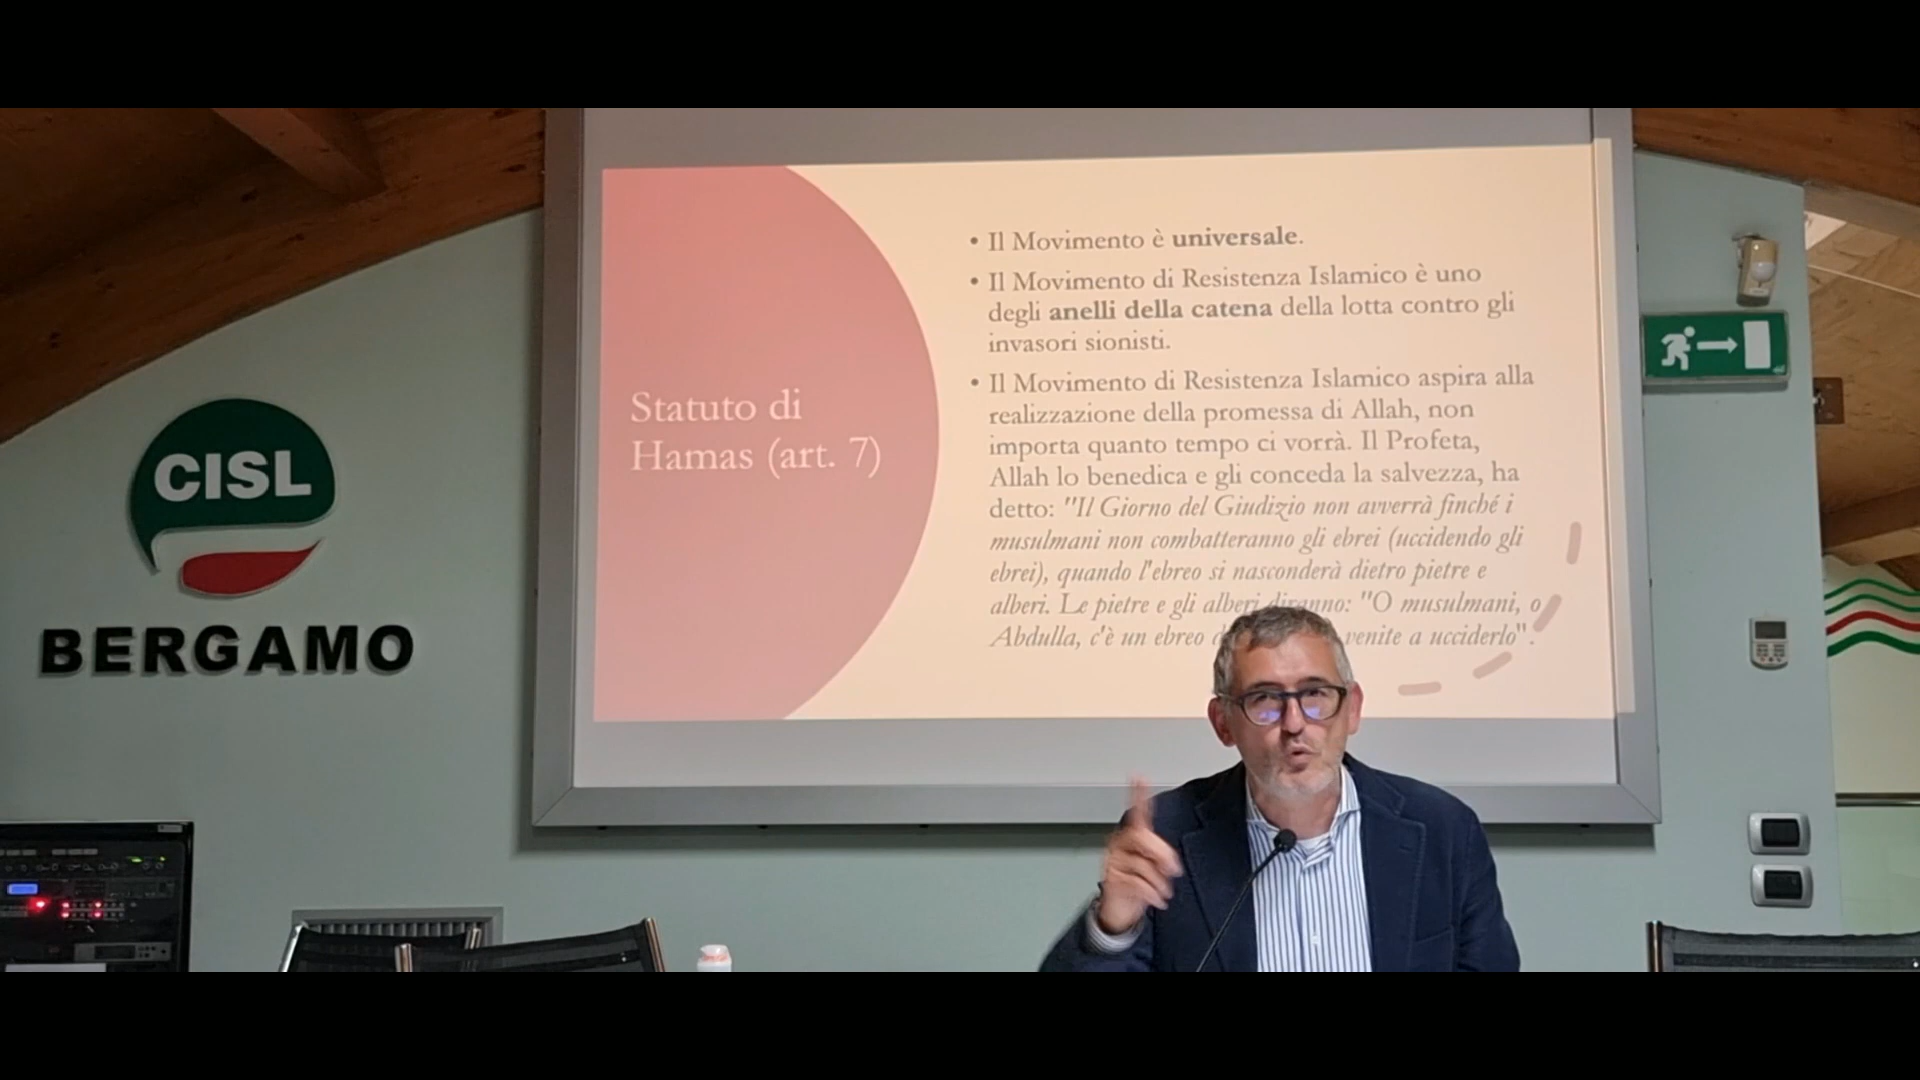 Statuto di
Hamas (art. 7)
• Il Movimento è universale.
• Il Movimento di Resistenza Islamico è uno
degli anelli della catena della lotta contro gli
invasori sionisti.
• Il Movimento di Resistenza Islamico aspira alla
realizzazione della promessa di Allah, non
importa quanto tempo ci vorrà. Il Profeta,
Allah lo benedica e gli conceda la salvezza, ha
detto: "Il Giorno del Giudizio non avverrà finché i
musulmani non combatteranno gli ebrei (uccidendo gli
ebrei), quando l'ebreo si nasconderà dietro pietre e
alberi. Le pietre e gli alberi diranno: "O musulmani, o
Abdulla, c'è un ebreo venite a ucciderlo".
CISL
BERGAMO